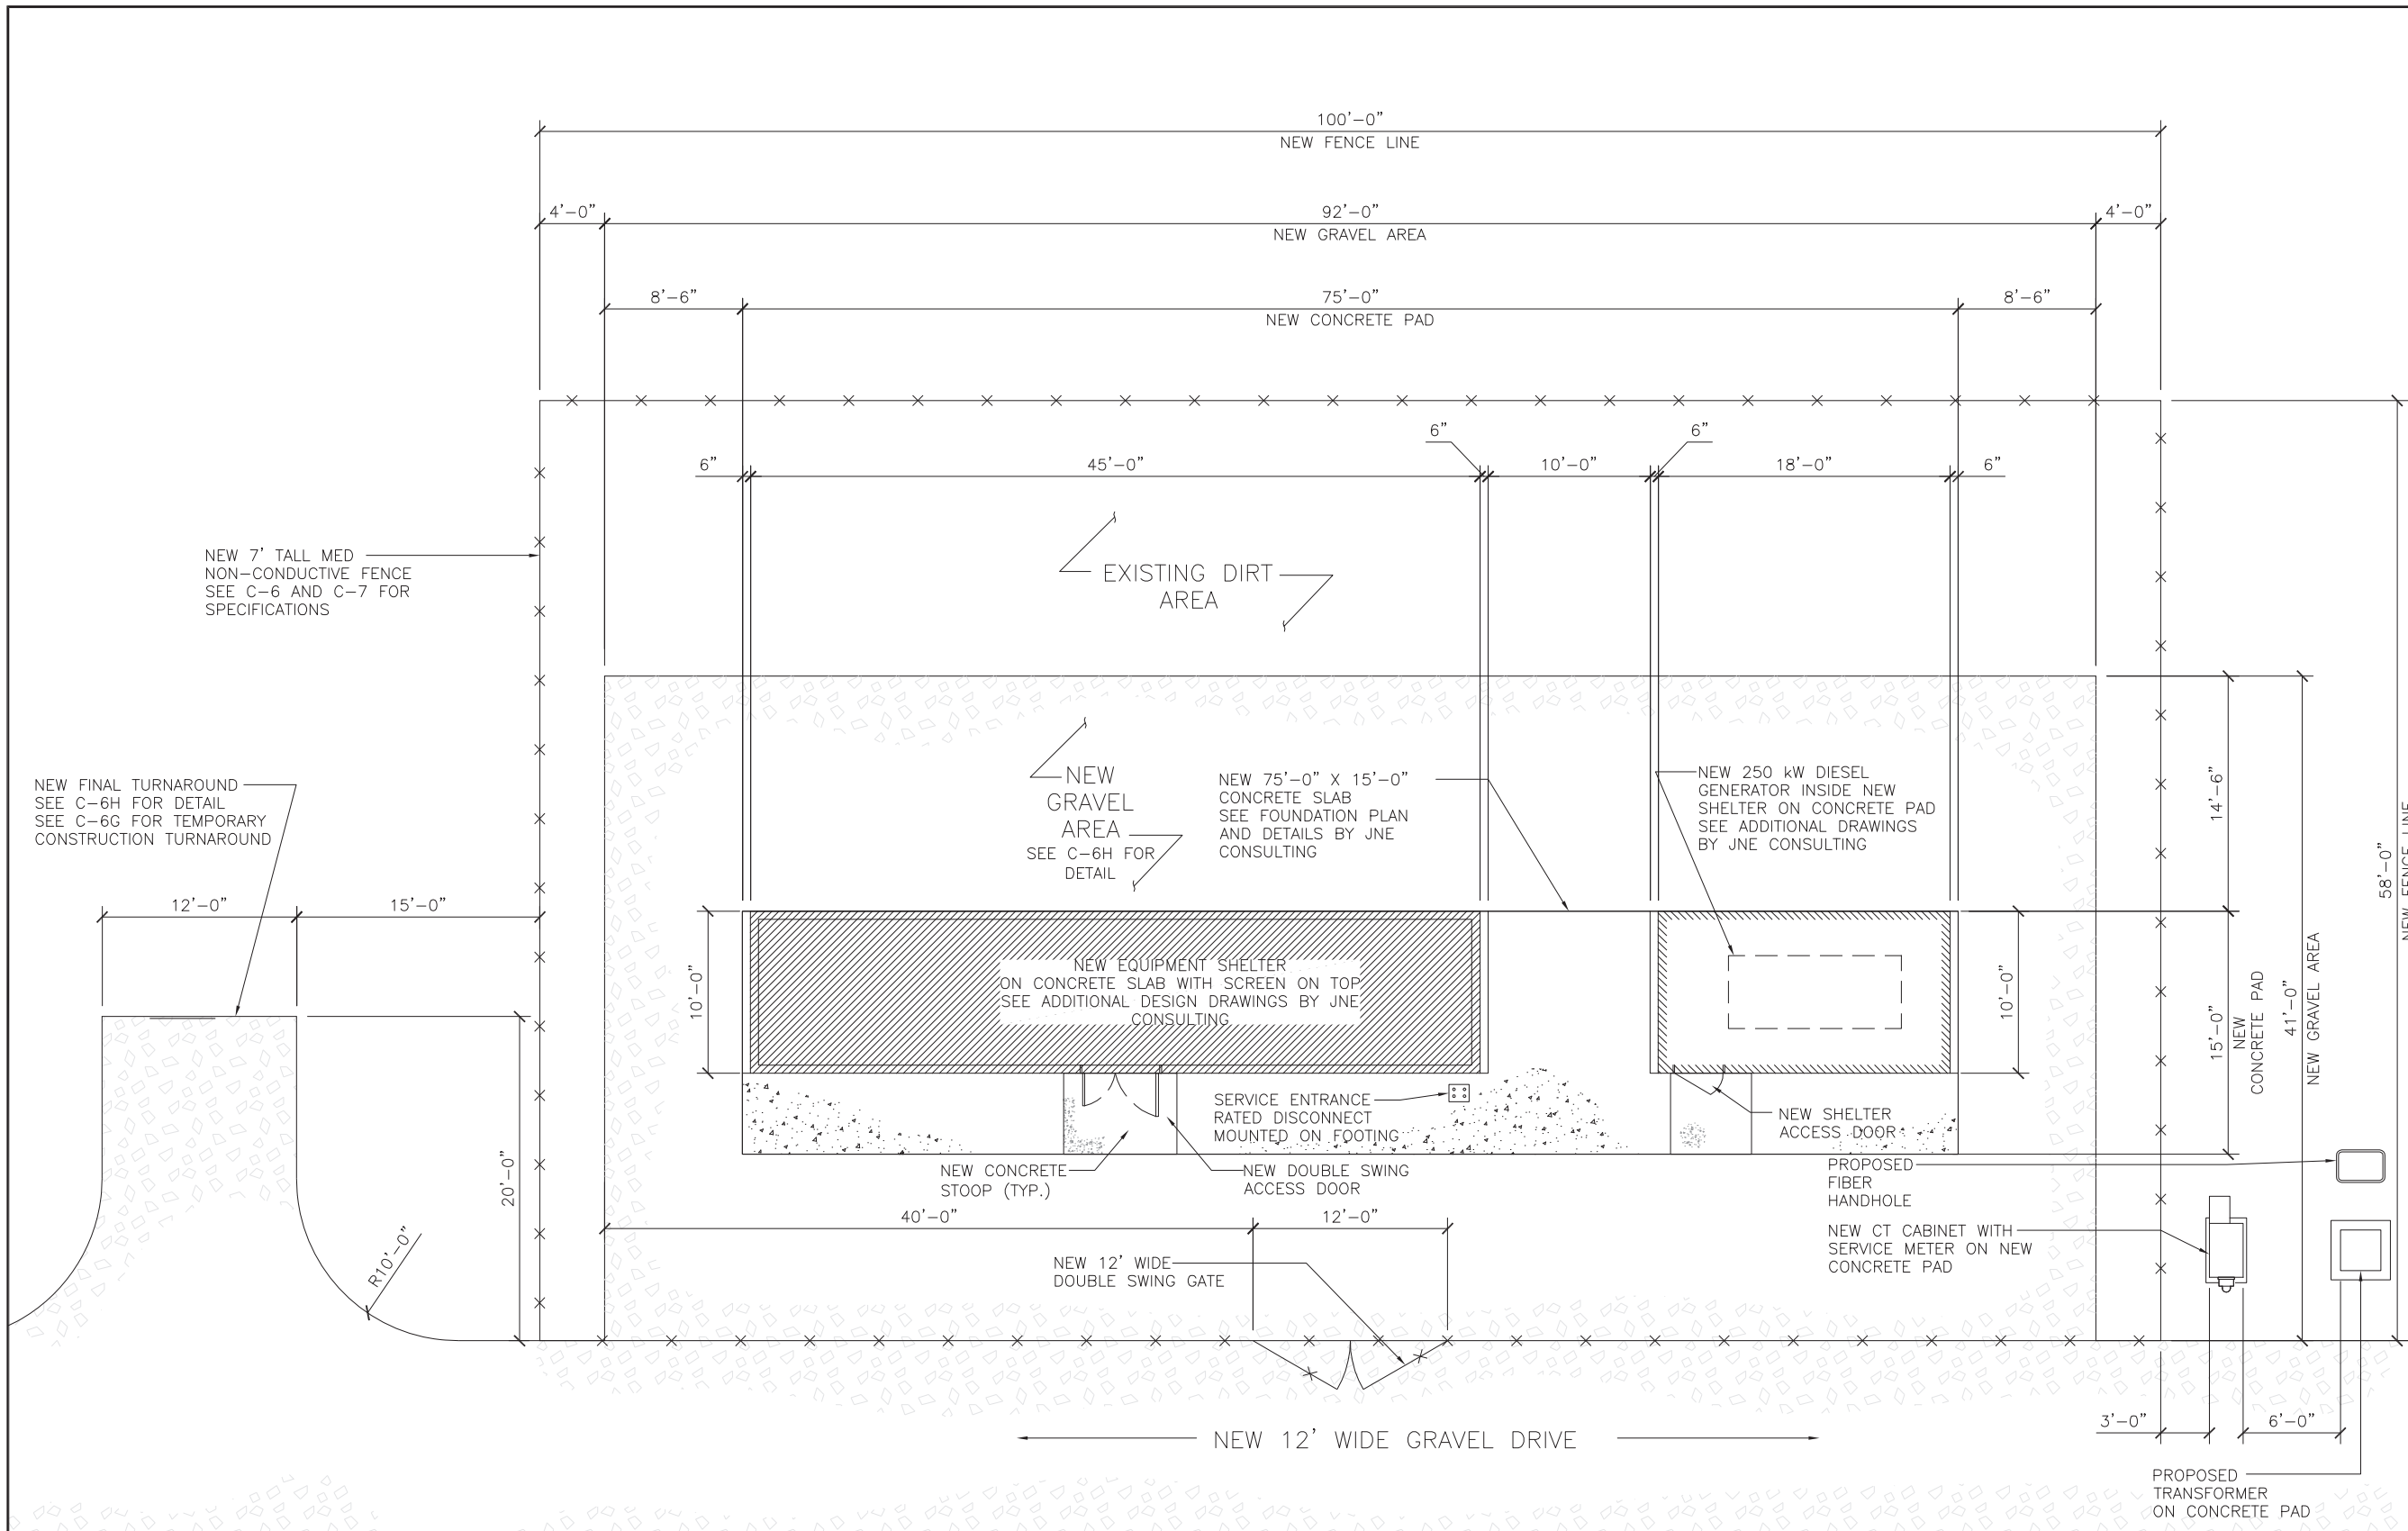 100'-0"
NEW FENCE LINE
4'-0"
92'-0"
4'-0"
NEW GRAVEL AREA
8'-6"
75'-0"
8'-6"
NEW CONCRETE PAD
6"
6"
6"
45'-0"
10'-0"
18'-0"
6"
NEW 7' TALL MED
NON-CONDUCTIVE FENCE
SEE C-6 AND C-7 FOR
SPECIFICATIONS
EXISTING DIRT
AREA
NEW FINAL TURNAROUND
SEE C-6H FOR DETAIL
SEE C-6G FOR TEMPORARY
CONSTRUCTION TURNAROUND
NEW
GRAVEL
AREA
SEE C-6H FOR
DETAIL
NEW 75'-0" X 15'-0"
CONCRETE SLAB
SEE FOUNDATION PLAN
AND DETAILS BY JNE
CONSULTING
NEW 250 kW DIESEL
GENERATOR INSIDE NEW
SHELTER ON CONCRETE PAD
SEE ADDITIONAL DRAWINGS
BY JNE CONSULTING
14'-6"
58'-0"
NEW FENCE LINE
12'-0"
15'-0"
10'-0"
NEW EQUIPMENT SHELTER
ON CONCRETE SLAB WITH SCREEN ON TOP
SEE ADDITIONAL DESIGN DRAWINGS BY JNE
CONSULTING
10'-0"
15'-0"
NEW
CONCRETE PAD
41'-0"
NEW GRAVEL AREA
SERVICE ENTRANCE
RATED DISCONNECT
MOUNTED ON FOOTING
NEW SHELTER
ACCESS DOOR
20'-0"
NEW CONCRETE
STOOP (TYP.)
NEW DOUBLE SWING
ACCESS DOOR
PROPOSED
FIBER
HANDHOLE
40'-0"
12'-0"
R10'-0"
NEW 12' WIDE
DOUBLE SWING GATE
NEW CT CABINET WITH
SERVICE METER ON NEW
CONCRETE PAD
3'-0"
6'-0"
NEW 12' WIDE GRAVEL DRIVE
PROPOSED
TRANSFORMER
ON CONCRETE PAD